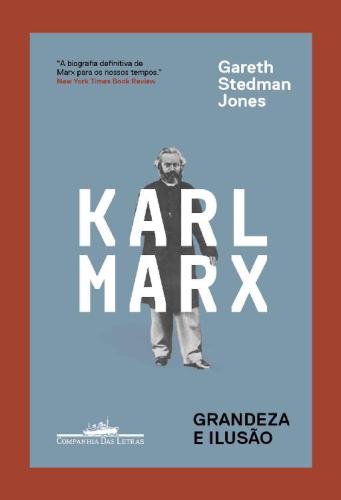 "A biografia definitiva de
Marx para os nossos tempos."
New York Times Book Review
Gareth
Stedman
Jones
KARL
MARX
GRANDEZA
E ILUSÃO
COMPANHIA DAS LETRAS